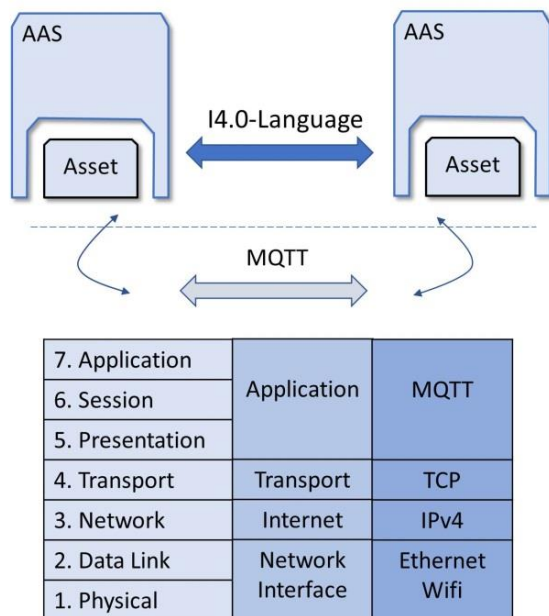 AAS
AAS
I4.0-Language
Asset
Asset
MQTT
7. Application
6. Session
5. Presentation
4. Transport
3. Network
2. Data Link
1. Physical
Application
Transport
Internet
Network
Interface
MQTT
TCP
IPv4
Ethernet
Wifi